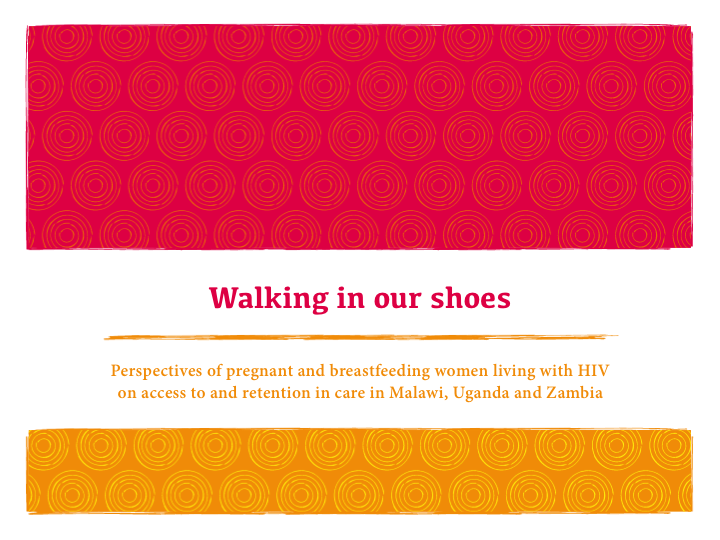 Walking in our shoes
Perspectives of pregnant and breastfeeding women living with HIV
on access to and retention in care in Malawi, Uganda and Zambia